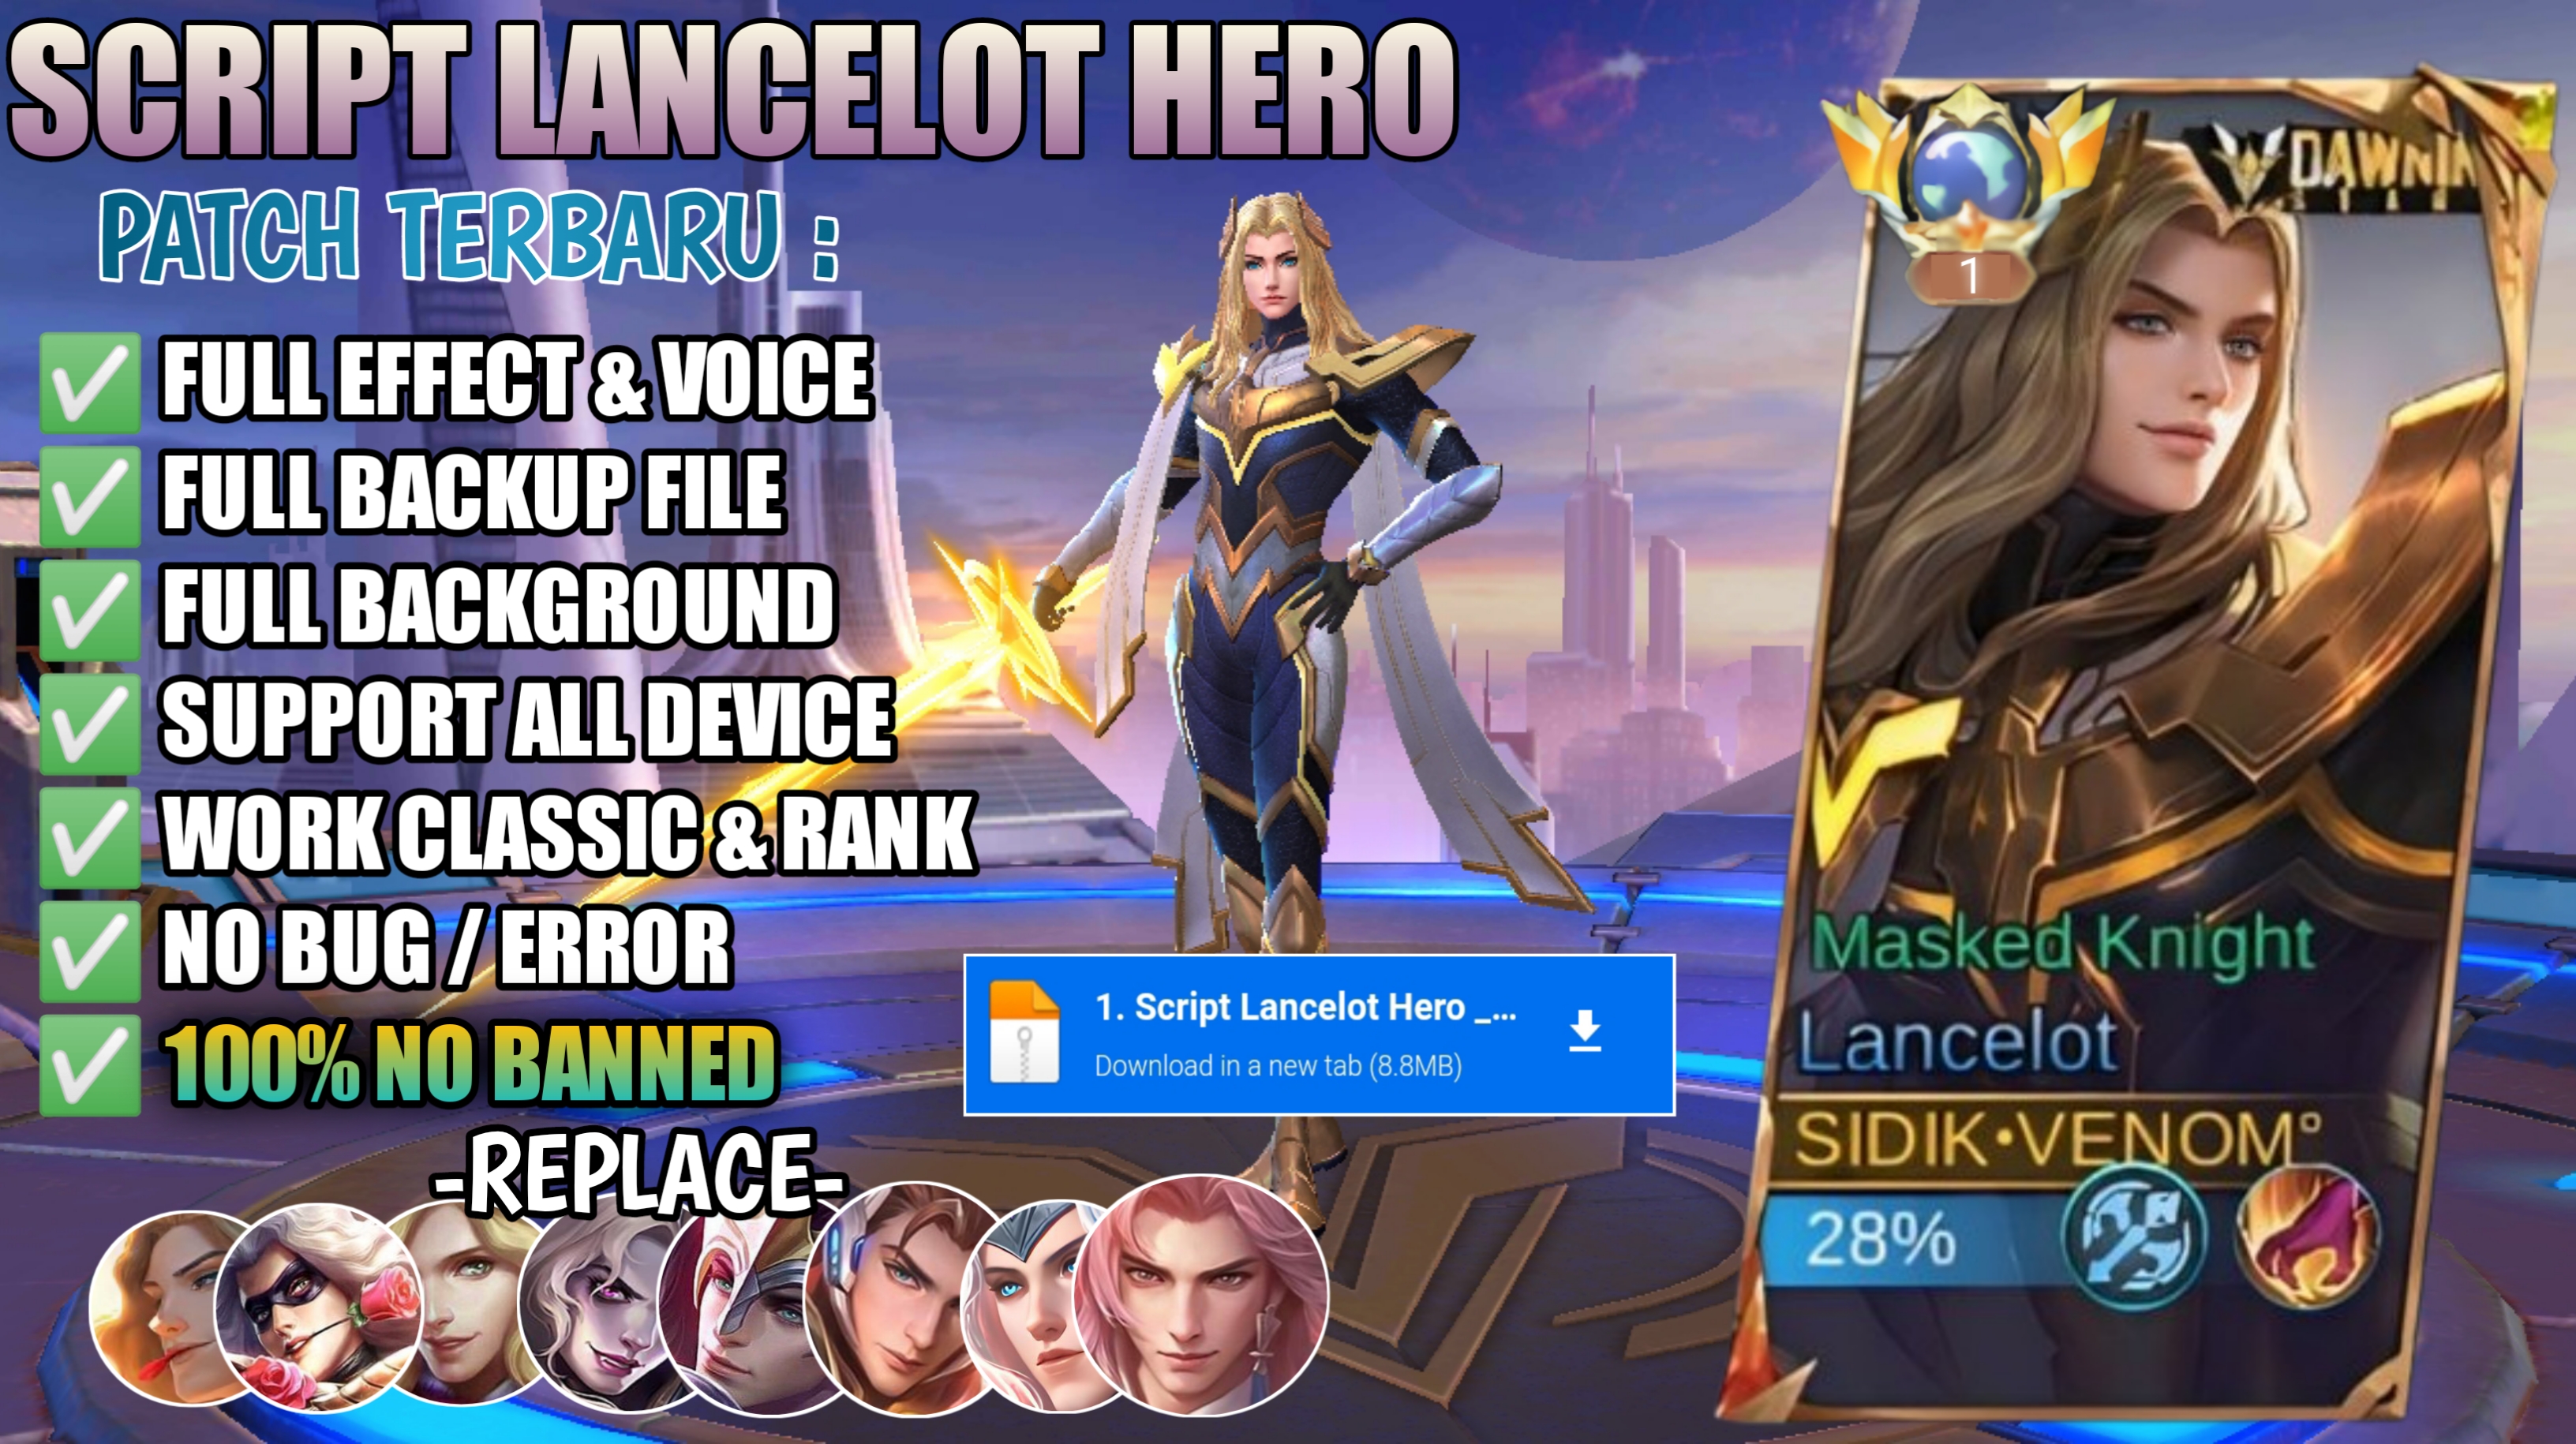 SCRIPT LANCELOT HERO
PATCH TERBARU :
✅ FULL EFFECT & VOICE
✅ FULL BACKUP FILE
✅ FULL BACKGROUND
✅ SUPPORT ALL DEVICE
✅ WORK CLASSIC & RANK
✅ NO BUG / ERROR
✅ 100% NO BANNED
-REPLACE-
1. Script Lancelot Hero _...
Download in a new tab (8.8MB)
1
DAWNIN
STAR
Masked Knight
Lancelot
SIDIK•VENOM°
28%